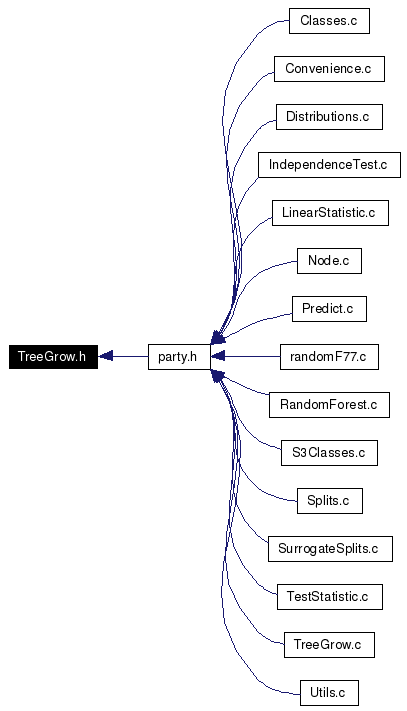 Classes.c
Convenience.c
Distributions.c
IndependenceTest.c
LinearStatistic.c
Node.c
Predict.c
TreeGrow.h
party.h
randomF77.c
RandomForest.c
S3Classes.c
Splits.c
SurrogateSplits.c
TestStatistic.c
TreeGrow.c
Utils.c